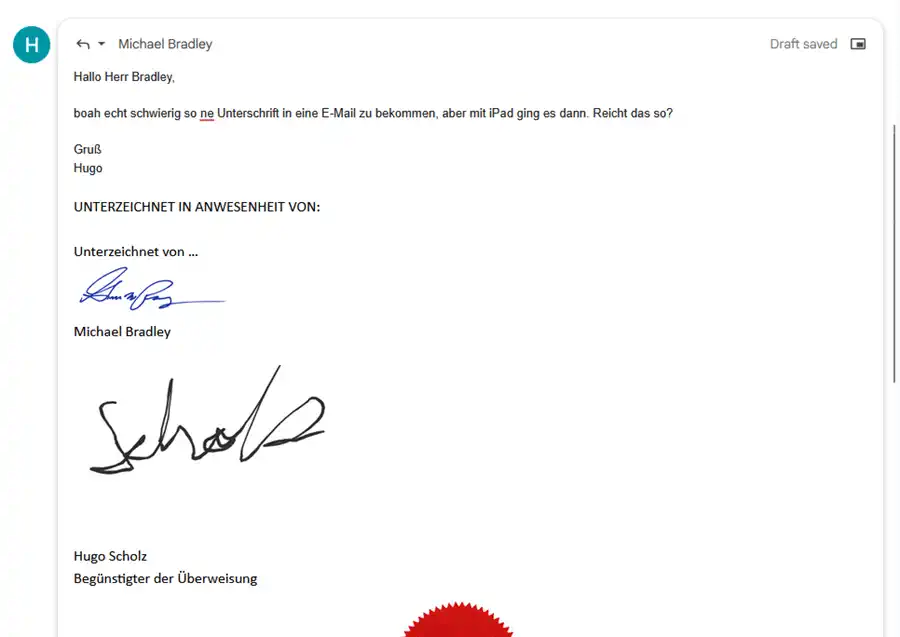 H
Michael Bradley
Draft saved
Hallo Herr Bradley,
boah echt schwierig so ne Unterschrift in eine E-Mail zu bekommen, aber mit iPad ging es dann. Reicht das so?
Gruß
Hugo
UNTERZEICHNET IN ANWESENHEIT VON:
Unterzeichnet von ...
Michael Bradley
Scholz
Hugo Scholz
Begünstigter der Überweisung